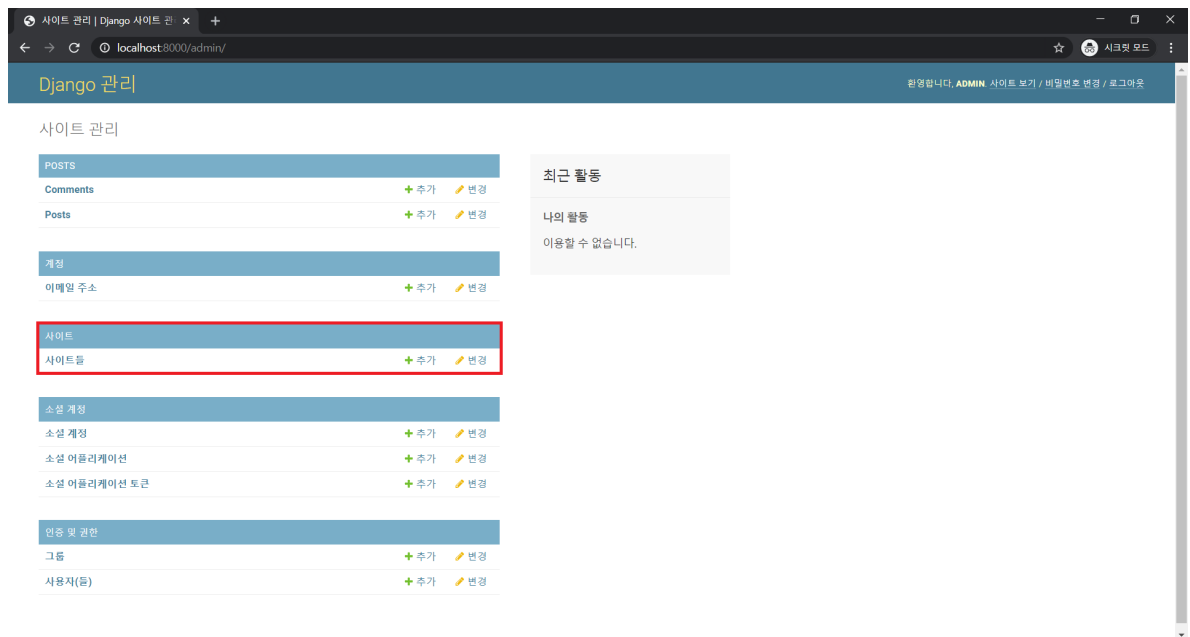 사이트 관리 | Django 사이트 관
localhost:8000/admin/
시크릿 모드
Django 관리
환영합니다, ADMIN. 사이트 보기 / 비밀번호 변경 / 로그아웃
사이트 관리
POSTS
Comments 추가 변경
Posts 추가 변경
계정
이메일 주소 추가 변경
사이트
사이트들 추가 변경
소셜 계정
소셜 계정 추가 변경
소셜 어플리케이션 추가 변경
소셜 어플리케이션 토큰 추가 변경
인증 및 권한
그룹 추가 변경
사용자(들) 추가 변경
최근 활동
나의 활동
이용할 수 없습니다.